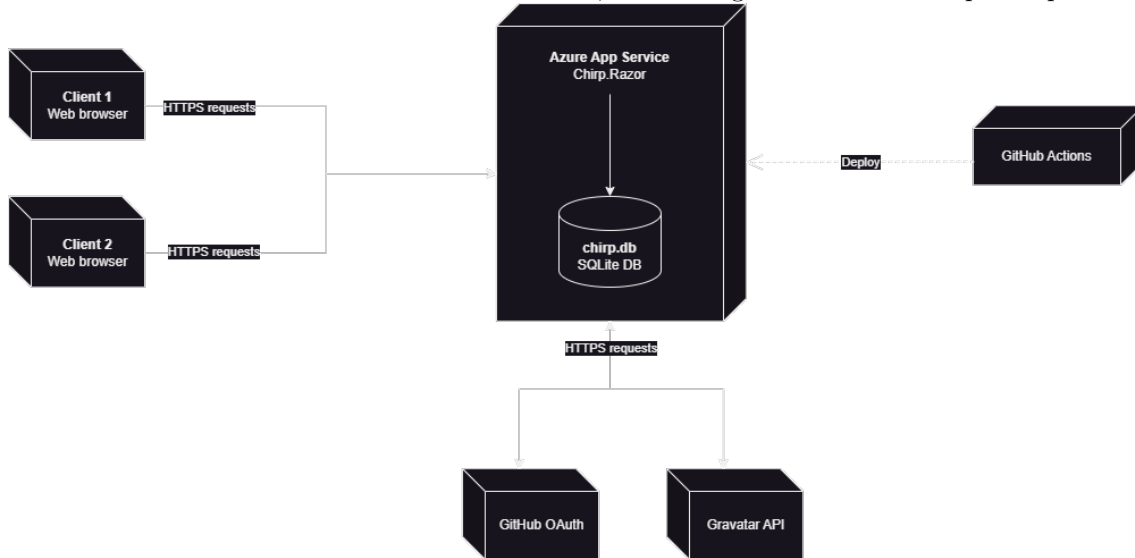 Azure App Service
Chirp.Razor
Client 1
Web browser
HTTPS requests
GitHub Actions
Deploy
Client 2
Web browser
HTTPS requests
chirp.db
SQLite DB
HTTPS requests
GitHub OAuth
Gravatar API